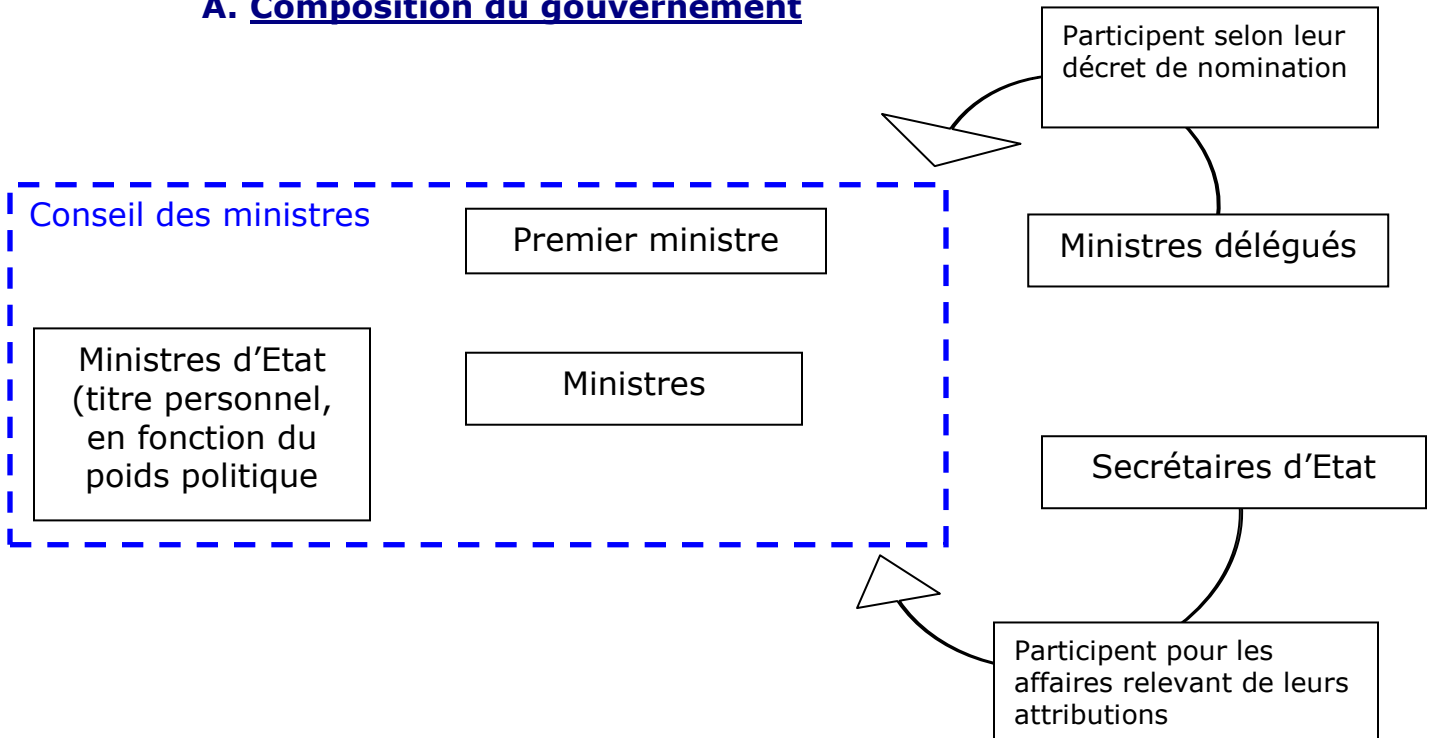 A. Composition du gouvernement
Participent selon leur
décret de nomination
Conseil des ministres
Premier ministre
Ministres délégués
Ministres d’Etat
(titre personnel,
en fonction du
poids politique
Ministres
Secrétaires d’Etat
Participent pour les
affaires relevant de leurs
attributions